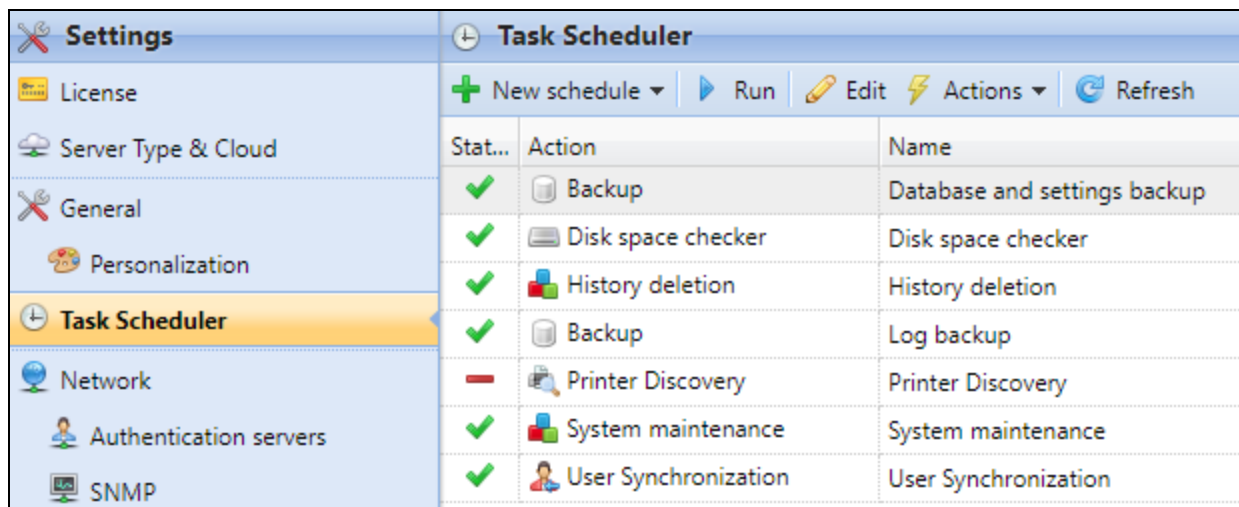 Settings
License
Server Type & Cloud
General
Personalization
Task Scheduler
Network
Authentication servers
SNMP
Task Scheduler
New schedule Run Edit Actions Refresh
Stat... Action Name
Backup Database and settings backup
Disk space checker Disk space checker
History deletion History deletion
Backup Log backup
Printer Discovery Printer Discovery
System maintenance System maintenance
User Synchronization User Synchronization